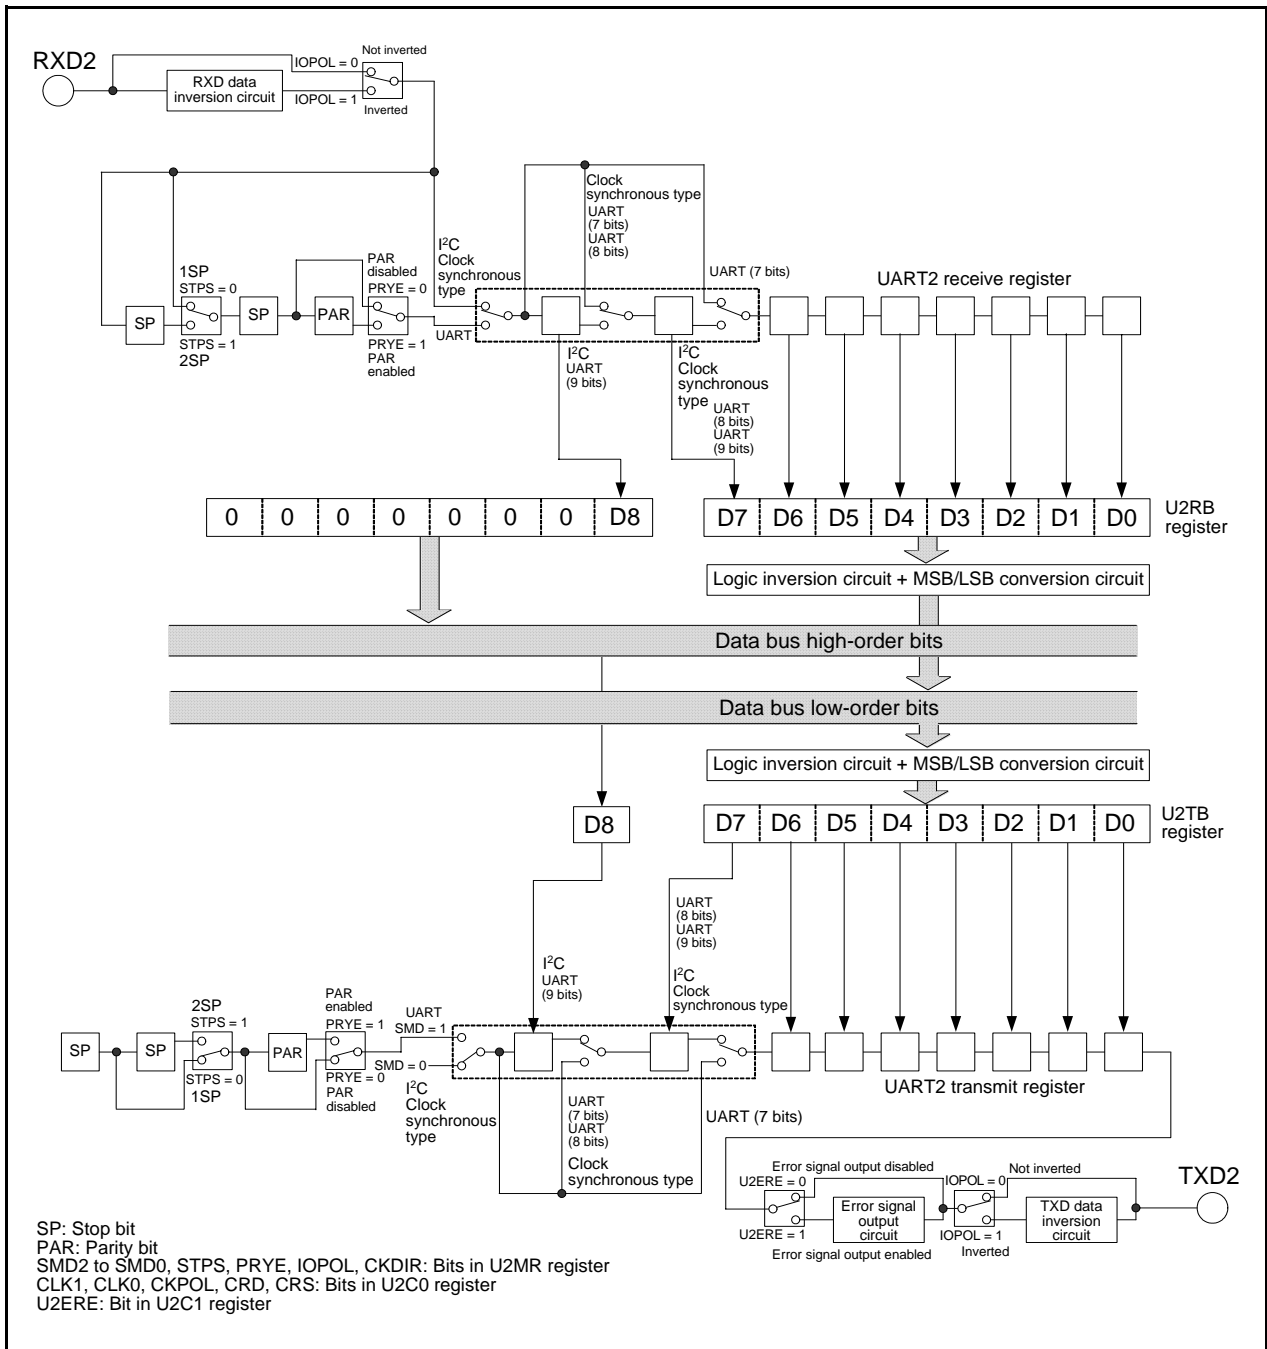 RXD2
Not inverted
IOPOL = 0
RXD data
inversion circuit
IOPOL = 1
Inverted
Clock
synchronous type
UART
(7 bits)
UART
(8 bits)
I²C
Clock
synchronous
type
PAR
disabled
PRYE = 0
1SP
STPS = 0
UART (7 bits)
UART2 receive register
SP
SP
PAR
UART
STPS = 1
2SP
PRYE = 1
PAR
enabled
I²C
UART
(9 bits)
I²C
Clock
synchronous
type
UART
(8 bits)
UART
(9 bits)
0 0 0 0 0 0 0 D8
D7 D6 D5 D4 D3 D2 D1 D0
U2RB
register
Logic inversion circuit + MSB/LSB conversion circuit
Data bus high-order bits
Data bus low-order bits
Logic inversion circuit + MSB/LSB conversion circuit
D8
D7 D6 D5 D4 D3 D2 D1 D0
U2TB
register
UART
(8 bits)
UART
(9 bits)
I²C
UART
(9 bits)
I²C
Clock
synchronous type
2SP
STPS = 1
PAR
enabled
PRYE = 1
UART
SMD = 1
SP
SP
PAR
SMD = 0
STPS = 0
1SP
PRYE = 0
PAR
disabled
I²C
Clock
synchronous
type
UART
(7 bits)
UART
(8 bits)
Clock
synchronous type
UART (7 bits)
UART2 transmit register
Error signal output disabled
U2ERE = 0
IOPOL = 0
Not inverted
TXD2
Error signal
output
circuit
TXD data
inversion
circuit
U2ERE = 1
Error signal output enabled
IOPOL = 1
Inverted
SP: Stop bit
PAR: Parity bit
SMD2 to SMD0, STPS, PRYE, IOPOL, CKDIR: Bits in U2MR register
CLK1, CLK0, CKPOL, CRD, CRS: Bits in U2C0 register
U2ERE: Bit in U2C1 register